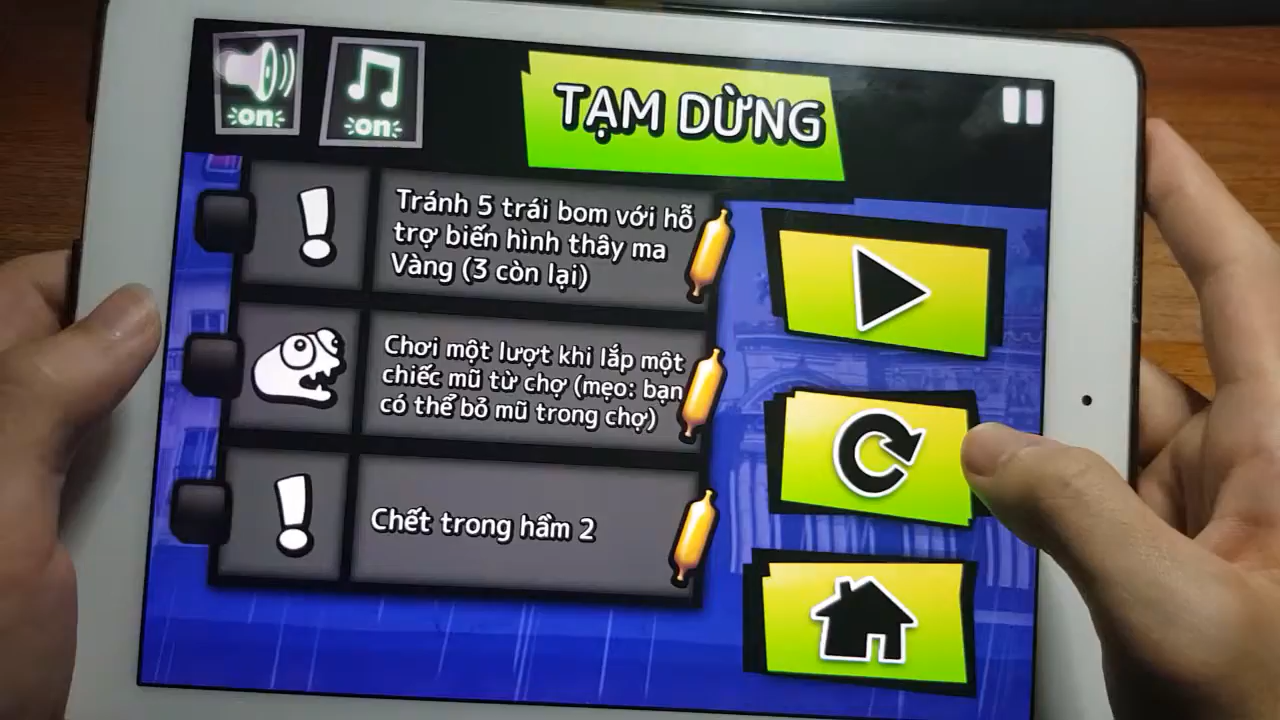 on
on
TẠM DỪNG
Tránh 5 trái bom với hỗ
trợ biến hình thây ma
Vàng (3 còn lại)
Chơi một lượt khi lắp một
chiếc mũ từ chợ (mẹo: bạn
có thể bỏ mũ trong chợ)
Chết trong hầm 2